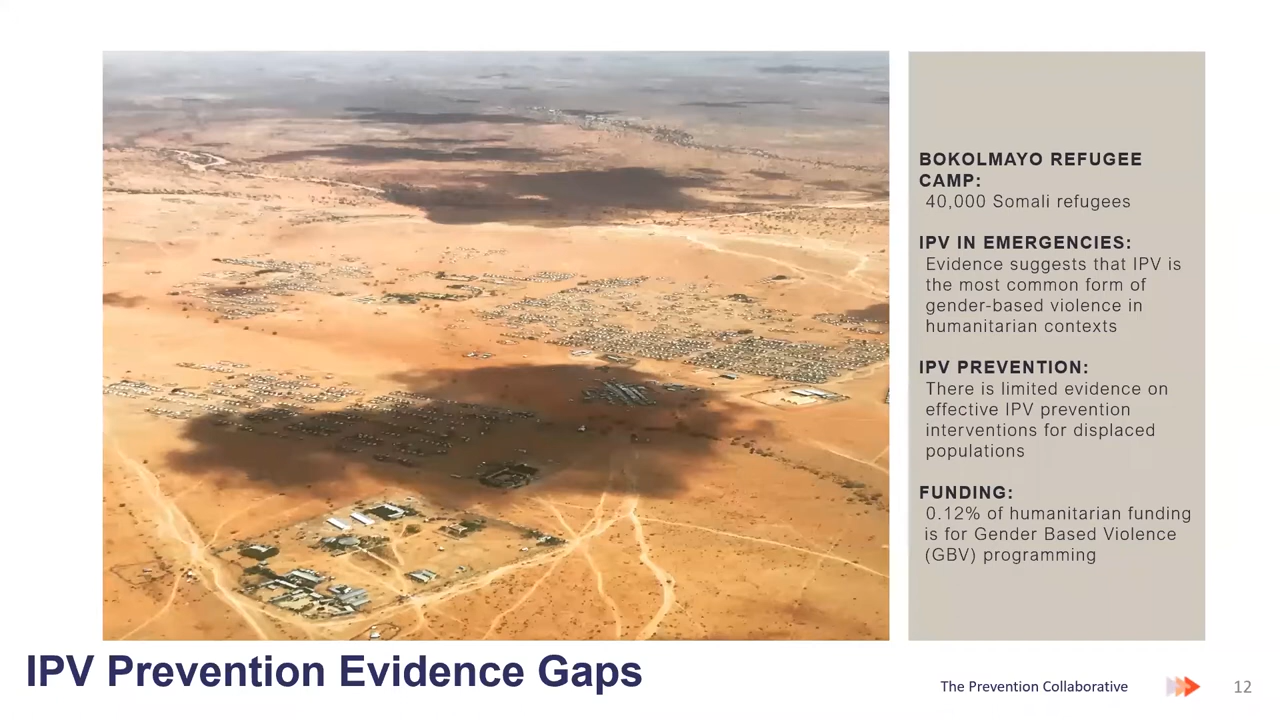 BOKOLMAYO REFUGEE
CAMP:
40,000 Somali refugees
IPV IN EMERGENCIES:
Evidence suggests that IPV is
the most common form of
gender-based violence in
humanitarian contexts
IPV PREVENTION:
There is limited evidence on
effective IPV prevention
interventions for displaced
populations
FUNDING:
0.12% of humanitarian funding
is for Gender Based Violence
(GBV) programming
IPV Prevention Evidence Gaps
The Prevention Collaborative
12